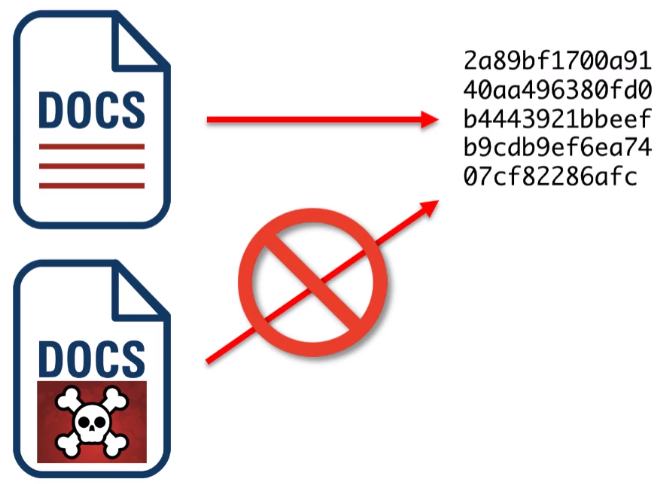 DOCS
2a89bf1700a91
40aa496380fd0
b4443921bbeef
b9cdb9ef6ea74
07cf82286afc
DOCS